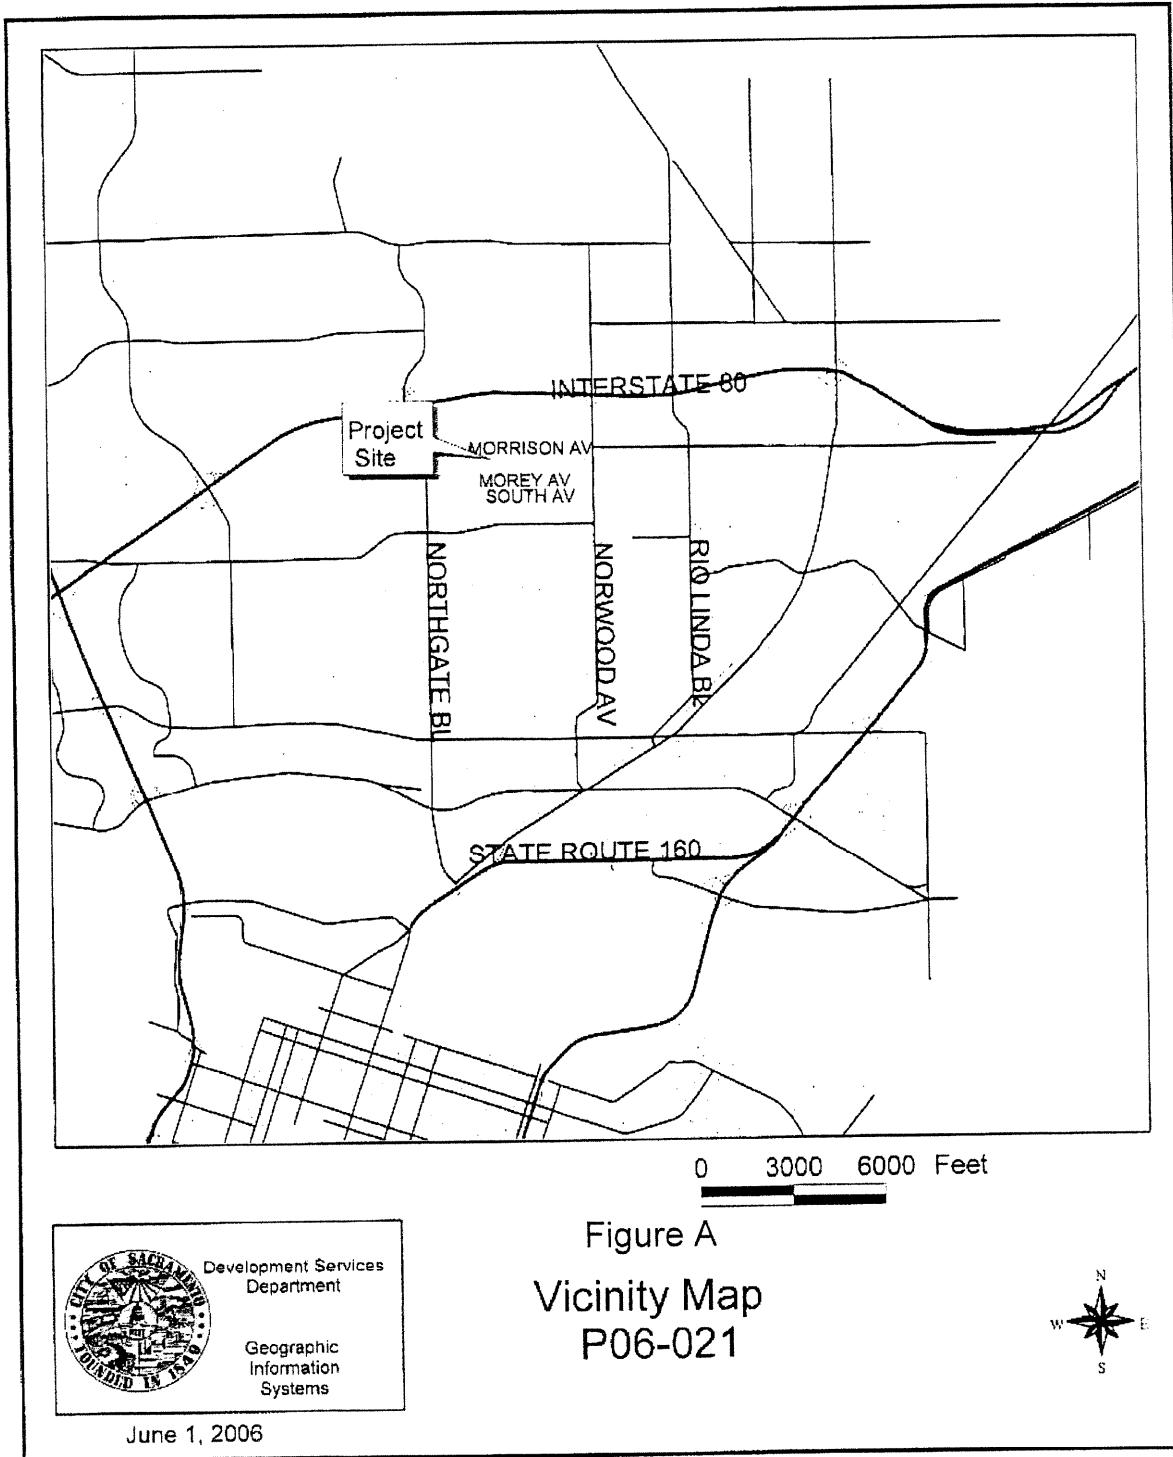 INTERSTATE 80
Project
Site
MORRISON AV
MOREY AV
SOUTH AV
NORTHGATE BL
NORWOOD AV
RIO LINDA BL
STATE ROUTE 160
0 3000 6000 Feet
Figure A
Vicinity Map
P06-021
CITY OF SACRAMENTO
FOUNDED IN 1849
Development Services
Department
Geographic
Information
Systems
June 1, 2006
N
W E
S